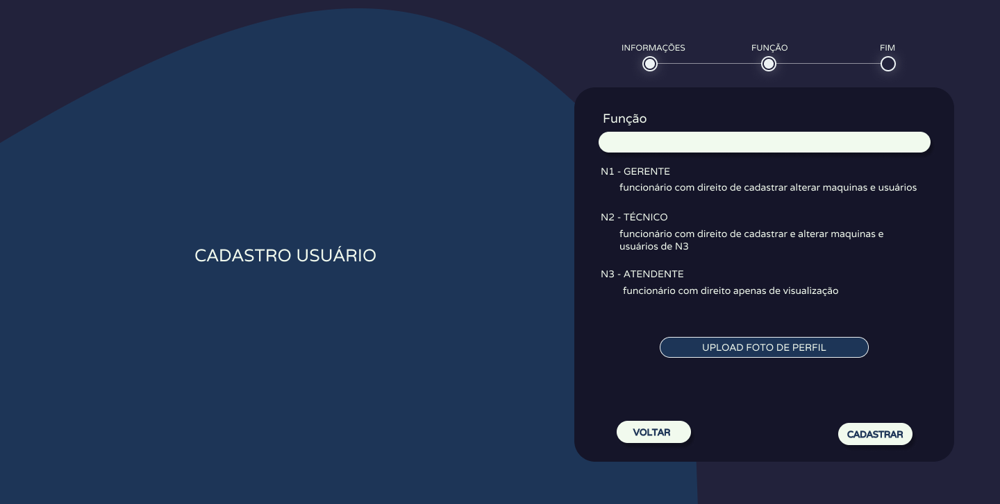 INFORMAÇÕES
FUNÇÃO
FIM
Função
N1 - GERENTE
funcionário com direito de cadastrar alterar maquinas e usuários
N2 - TÉCNICO
funcionário com direito de cadastrar e alterar maquinas e
usuários de N3
CADASTRO USUÁRIO
N3 - ATENDENTE
funcionário com direito apenas de visualização
UPLOAD FOTO DE PERFIL
VOLTAR
CADASTRAR